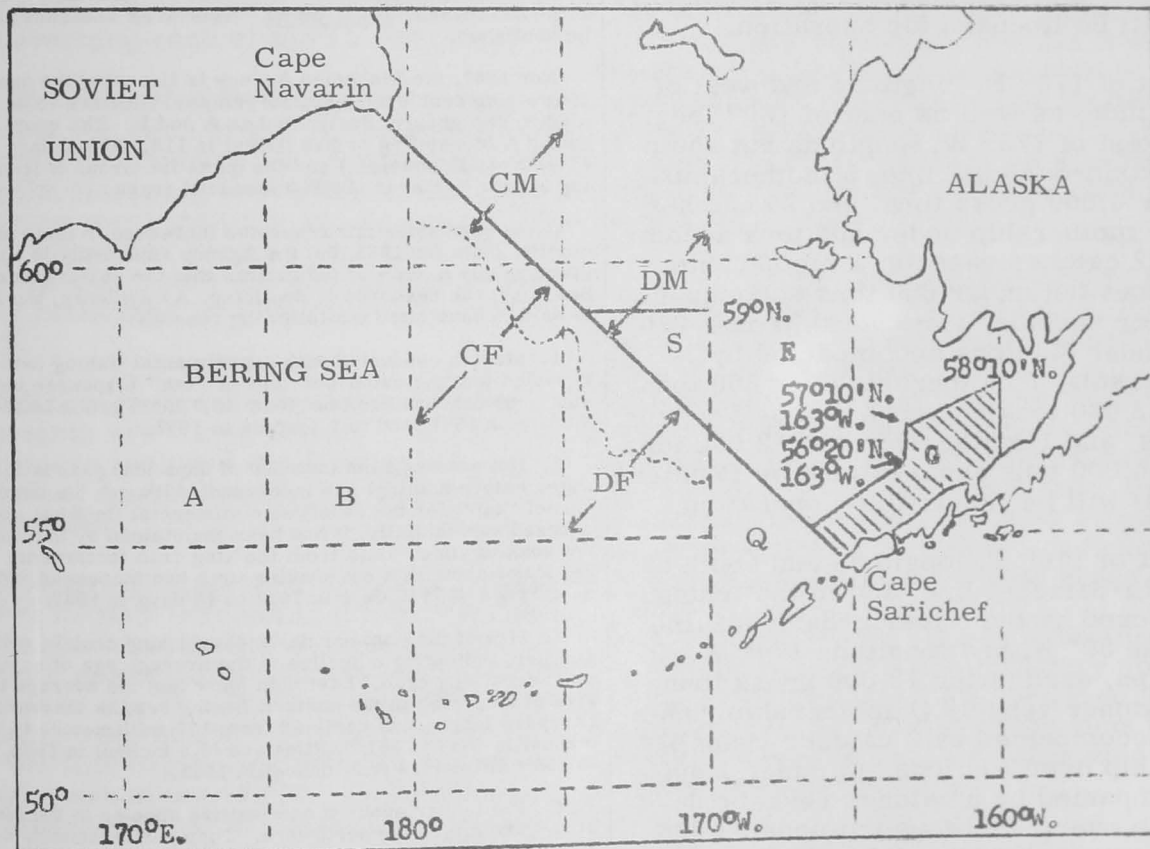 Cape
Navarin
SOVIET
UNION
CM
ALASKA
60°
DM
59°N.
S
E
CF
BERING SEA
58°10'N.
57°10'N.
163°W.
56°20'N.
163°W.
G
A
B
DF
55°
Q
Cape
Sarichef
50°
170°E.
180°
170°W.
160°W.